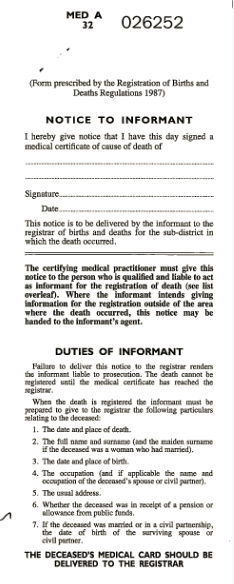 MED A
32
026252
(Form prescribed by the Registration of Births and
Deaths Regulations 1987)
NOTICE TO INFORMANT
I hereby give notice that I have this day signed a
medical certificate of cause of death of
Signature
Date
This notice is to be delivered by the informant to the
registrar of births and deaths for the sub-district in
which the death occurred.
The certifying medical practitioner must give this
notice to the person who is qualified and liable to act
as informant for the registration of death (see list
overleaf). Where the informant intends giving
information for the registration outside of the area
where the death occurred, this notice may be
handed to the informant's agent.
DUTIES OF INFORMANT
Failure to deliver this notice to the registrar renders
the informant liable to prosecution. The death cannot be
registered until the medical certificate has reached the
registrar.
When the death is registered the informant must be
prepared to give to the registrar the following particulars
relating to the deceased:
1. The date and place of death.
2. The full name and surname (and the maiden surname
if the deceased was a woman who had married).
3. The date and place of birth.
4. The occupation (and if applicable the name and
occupation of the deceased's spouse or civil partner).
5. The usual address.
6. Whether the deceased was in receipt of a pension or
allowance from public funds.
7. If the deceased was married or in a civil partnership,
the date of birth of the surviving spouse or
civil partner.
THE DECEASED'S MEDICAL CARD SHOULD BE
DELIVERED TO THE REGISTRAR